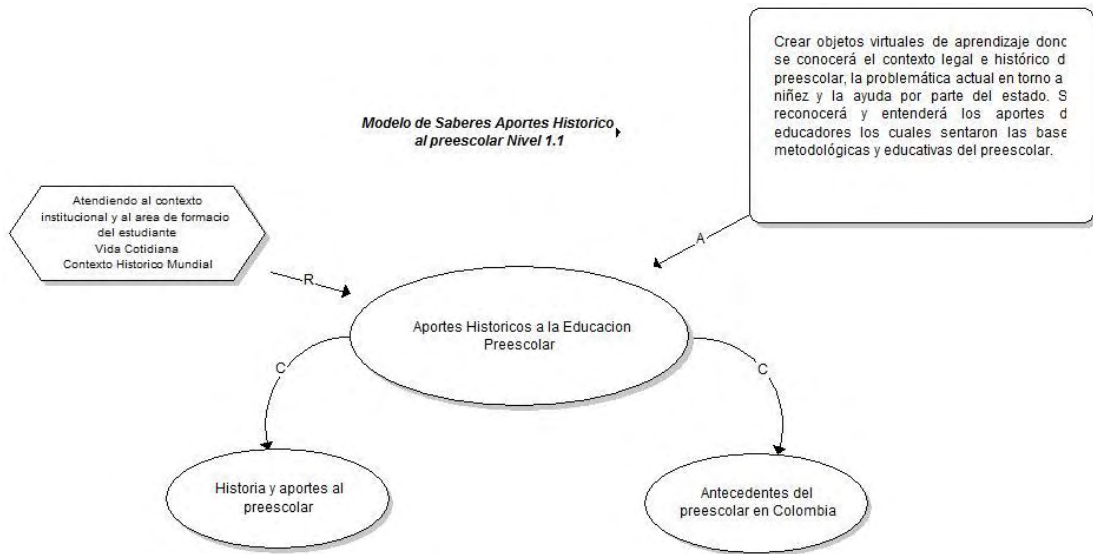 Crear objetos virtuales de aprendizaje donc
se conocerá el contexto legal e histórico d
preescolar, la problemática actual en torno a
niñez y la ayuda por parte del estado. S
reconocerá y entenderá los aportes d
educadores los cuales sentaron las base
metodológicas y educativas del preescolar.
Modelo de Saberes Aportes Historico
al preescolar Nivel 1.1
Atendiendo al contexto
institucional y al area de formacio
del estudiante
Vida Cotidiana
Contexto Historico Mundial
A
R
Aportes Historicos a la Educacion
Preescolar
C
C
Historia y aportes al
preescolar
Antecedentes del
preescolar en Colombia